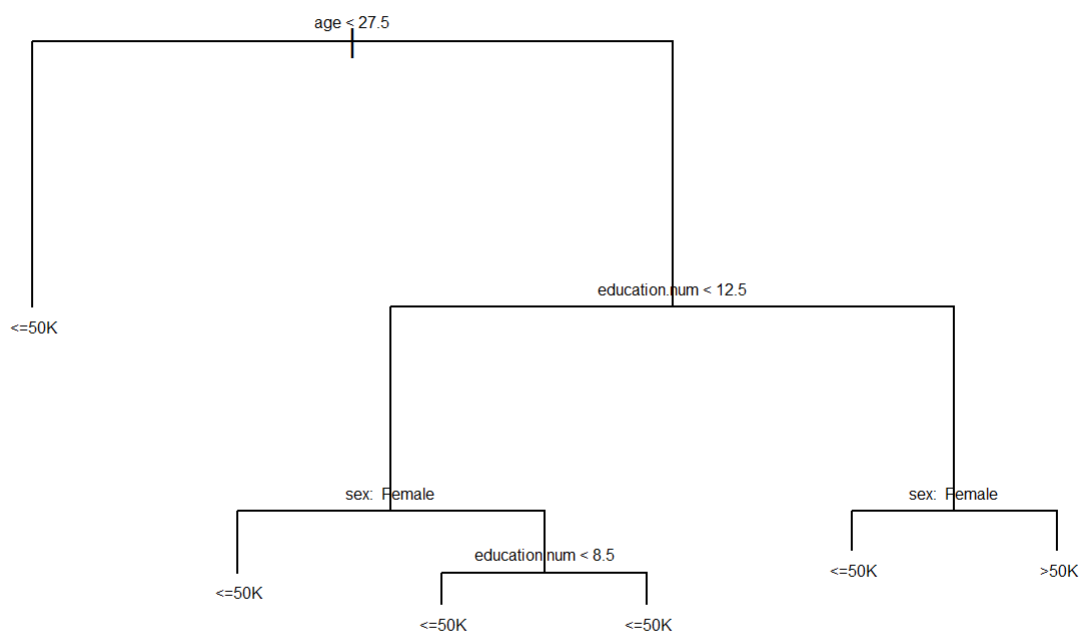 age < 27.5
education.num < 12.5
<=50K
sex: Female
sex: Female
education.num < 8.5
<=50K
>50K
<=50K
<=50K
<=50K